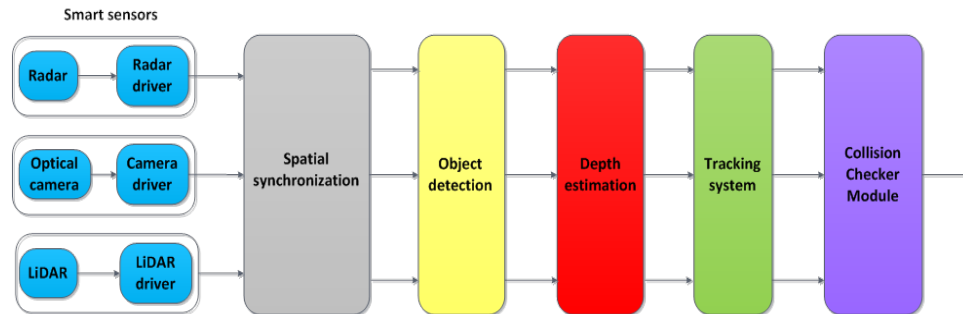 Smart sensors
Radar
Radar
driver
Optical
camera
Camera
driver
LiDAR
LiDAR
driver
Spatial
synchronization
Object
detection
Depth
estimation
Tracking
system
Collision
Checker
Module